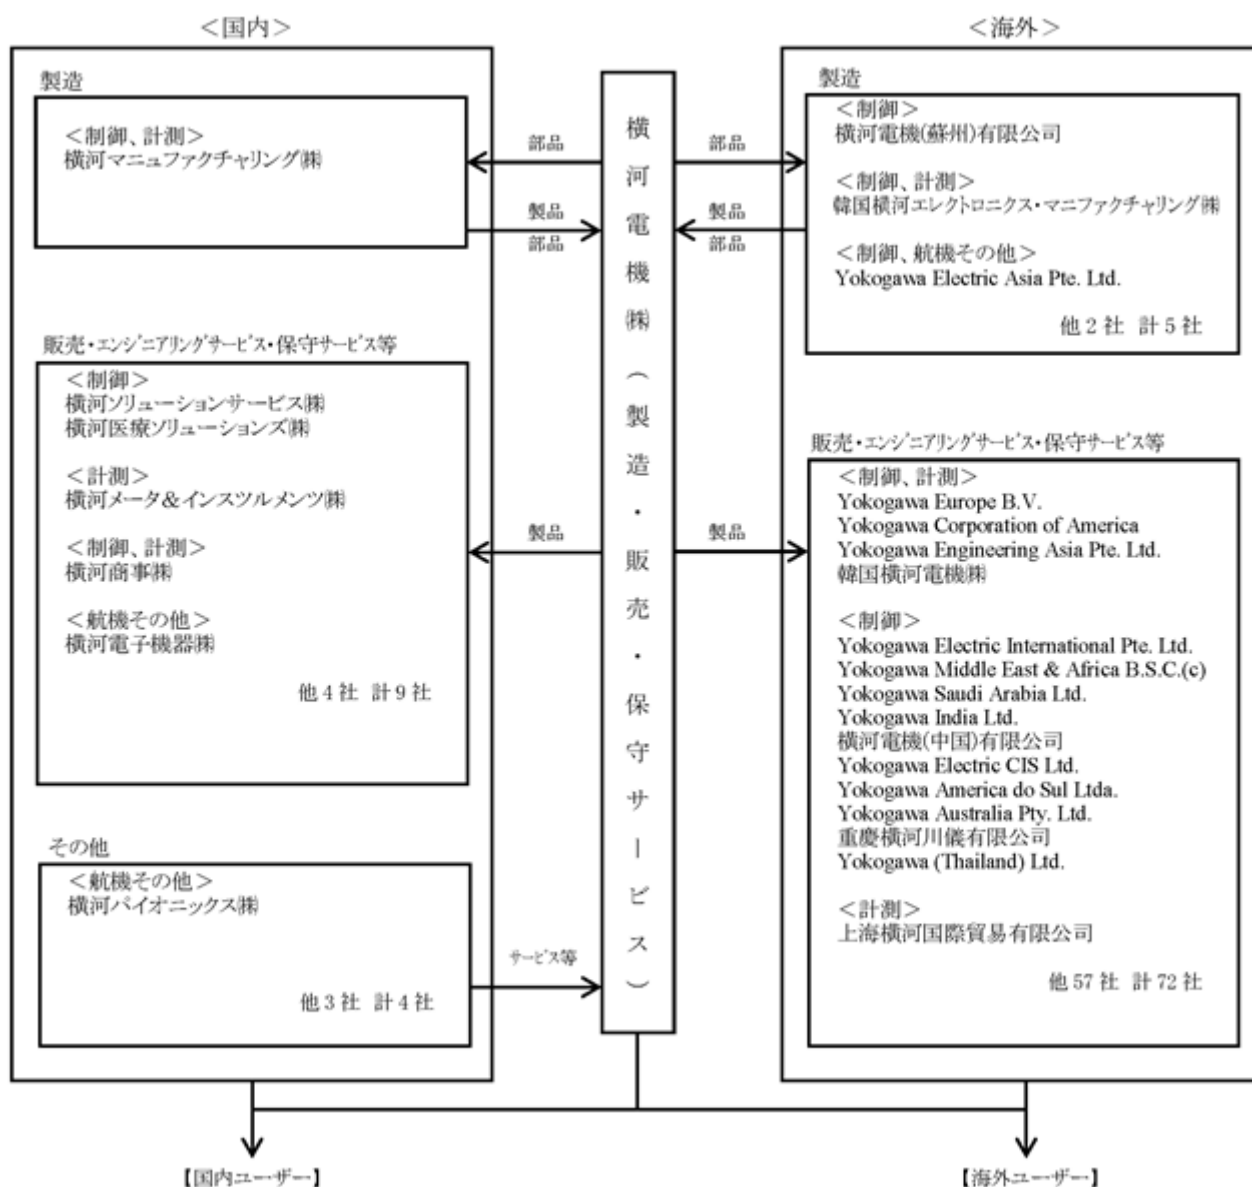 ＜国内＞
製造
＜制御、計測＞
横河マニュファクチャリング㈱
販売・エンジニアリングサービス・保守サービス等
＜制御＞
横河ソリューションサービス㈱
横河医療ソリューションズ㈱
＜計測＞
横河メータ＆インスツルメンツ㈱
＜制御、計測＞
横河商事㈱
＜航機その他＞
横河電子機器㈱
他４社 計９社
その他
＜航機その他＞
横河パイオニックス㈱
他３社 計４社
部品
製品
部品
製品
サービス等
横河電機㈱（製造・販売・保守サービス）
部品
製品
部品
製品
＜海外＞
製造
＜制御＞
横河電機(蘇州)有限公司
＜制御、計測＞
韓国横河エレクトロニクス・マニファクチャリング㈱
＜制御、航機その他＞
Yokogawa Electric Asia Pte. Ltd.
他２社 計５社
販売・エンジニアリングサービス・保守サービス等
＜制御、計測＞
Yokogawa Europe B.V.
Yokogawa Corporation of America
Yokogawa Engineering Asia Pte. Ltd.
韓国横河電機㈱
＜制御＞
Yokogawa Electric International Pte. Ltd.
Yokogawa Middle East & Africa B.S.C.(c)
Yokogawa Saudi Arabia Ltd.
Yokogawa India Ltd.
横河電機(中国)有限公司
Yokogawa Electric CIS Ltd.
Yokogawa America do Sul Ltda.
Yokogawa Australia Pty. Ltd.
重慶横河川儀有限公司
Yokogawa (Thailand) Ltd.
＜計測＞
上海横河国際貿易有限公司
他 57 社 計 72 社
【国内ユーザー】
【海外ユーザー】